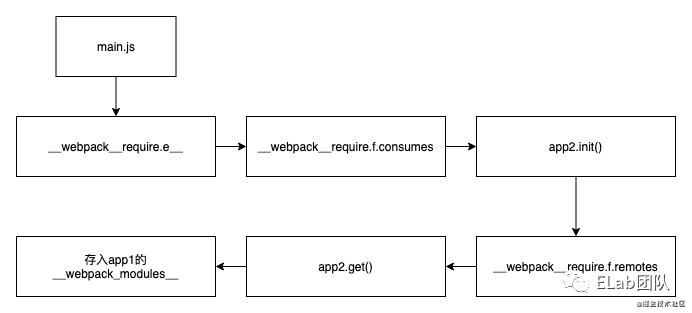 main.js
__webpack__require.e__
__webpack__require.f.consumes
app2.init()
存入app1的
__webpack_modules__
app2.get()
__webpack__require.f.remotes
ELab团队
@稀土掘金技术社区